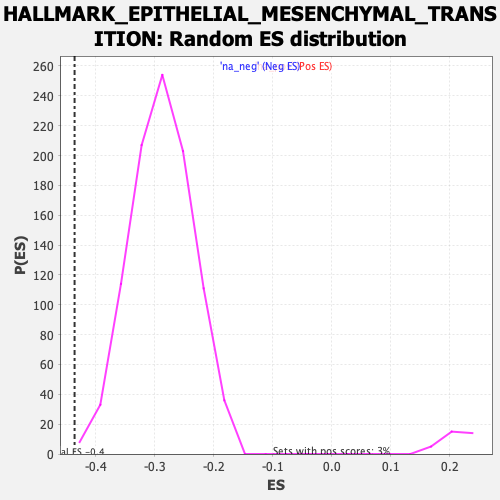 HALLMARK_EPITHELIAL_MESENCHYMAL_TRANS
ITION: Random ES distribution
'na_neg' (Neg ES) Pos ES)
260
240
220
200
180
160
140
120
100
80
60
40
20
0
P(ES)
al ES -0.4
Sets with pos scores: 3%
-0.4 -0.3 -0.2 -0.1 0.0 0.1 0.2
ES